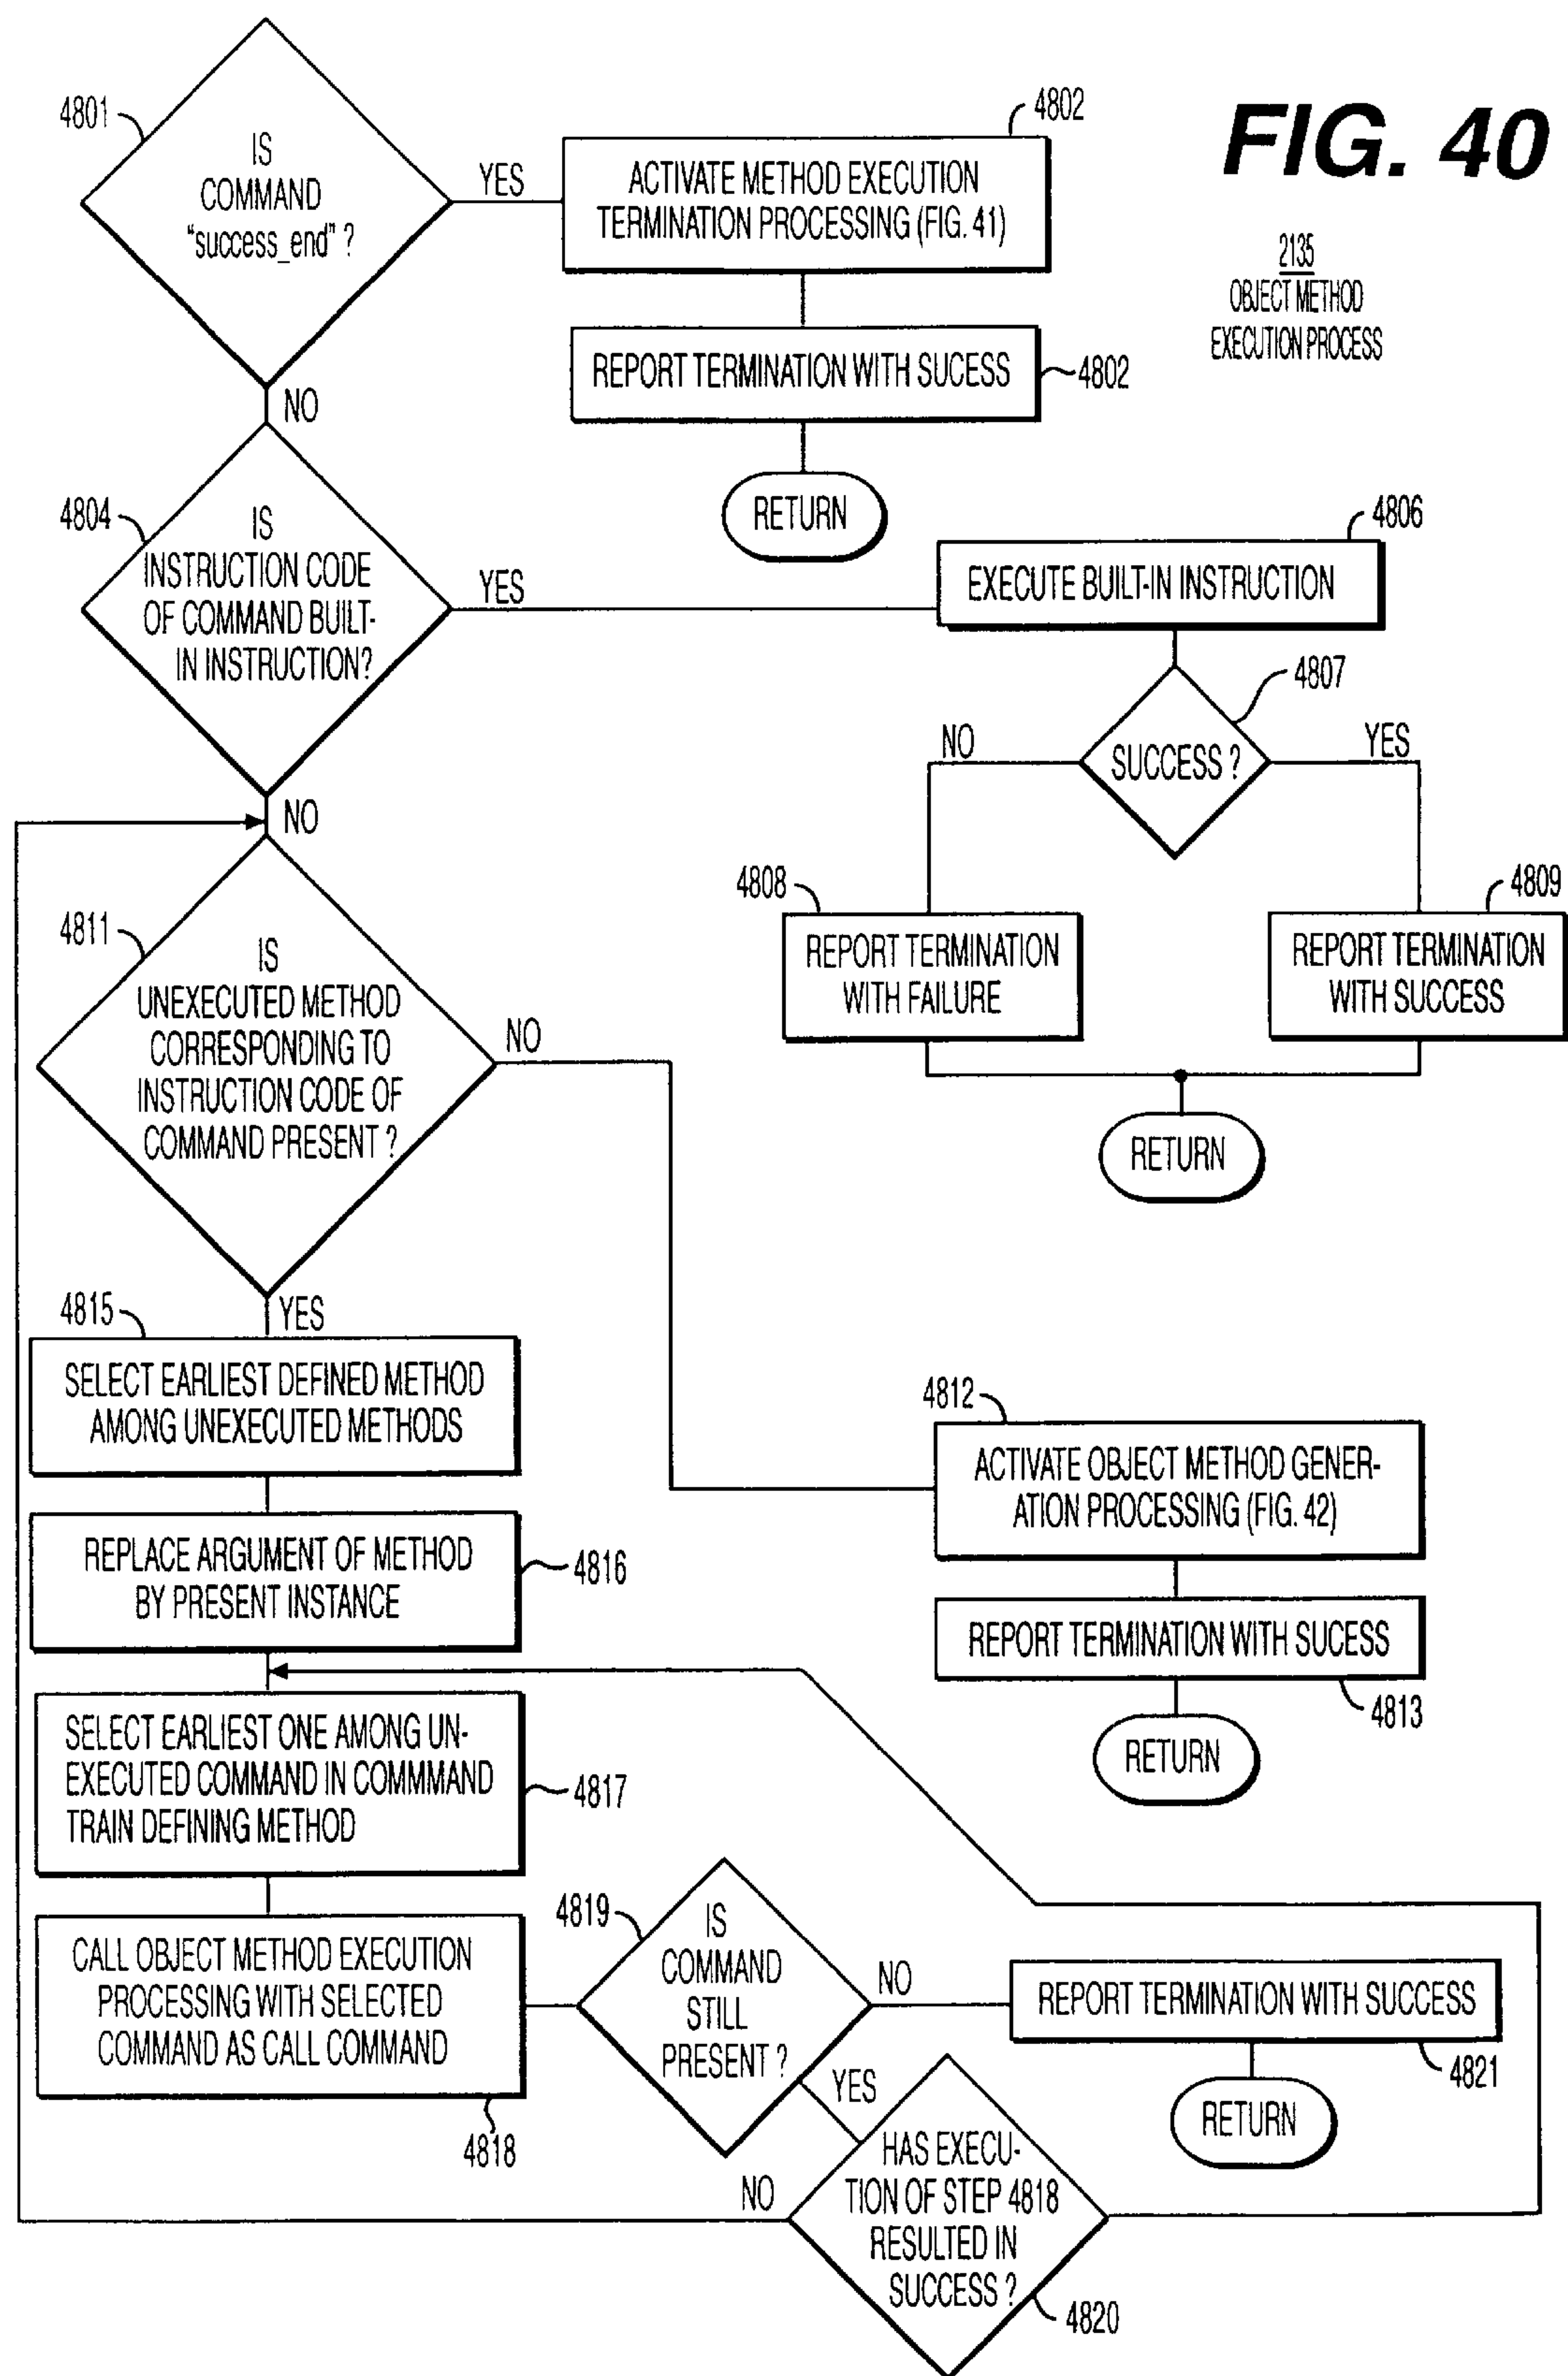 FIG. 40
2135
OBJECT METHOD
EXECUTION PROCESS
4801
IS
COMMAND
"success_end" ?
YES
4802
ACTIVATE METHOD EXECUTION
TERMINATION PROCESSING (FIG. 41)
REPORT TERMINATION WITH SUCESS
4802
RETURN
NO
4804
IS
INSTRUCTION CODE
OF COMMAND BUILT-
IN INSTRUCTION?
YES
4806
EXECUTE BUILT-IN INSTRUCTION
4807
SUCCESS ?
NO
YES
4808
REPORT TERMINATION
WITH FAILURE
4809
REPORT TERMINATION
WITH SUCCESS
RETURN
NO
4811
IS
UNEXECUTED METHOD
CORRESPONDING TO
INSTRUCTION CODE OF
COMMAND PRESENT ?
NO
YES
4812
ACTIVATE OBJECT METHOD GENER-
ATION PROCESSING (FIG. 42)
REPORT TERMINATION WITH SUCESS
4813
RETURN
4815
SELECT EARLIEST DEFINED METHOD
AMONG UNEXECUTED METHODS
REPLACE ARGUMENT OF METHOD
BY PRESENT INSTANCE
4816
SELECT EARLIEST ONE AMONG UN-
EXECUTED COMMAND IN COMMMAND
TRAIN DEFINING METHOD
4817
CALL OBJECT METHOD EXECUTION
PROCESSING WITH SELECTED
COMMAND AS CALL COMMAND
4818
4819
IS
COMMAND
STILL
PRESENT ?
NO
REPORT TERMINATION WITH SUCCESS
4821
RETURN
YES
HAS EXECU-
TION OF STEP 4818
RESULTED IN
SUCCESS ?
NO
4820